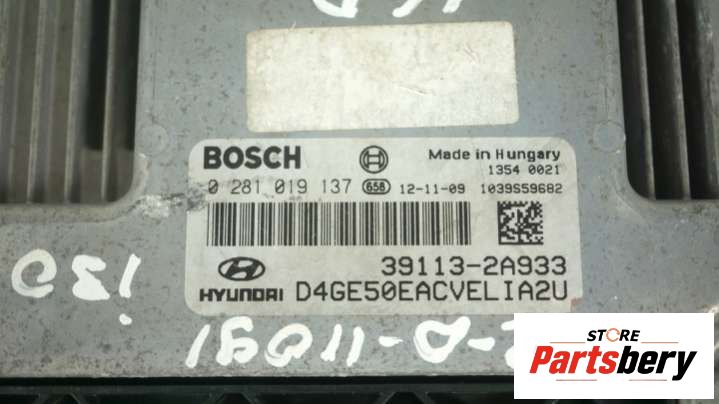 BOSCH
Made in Hungary
1354 0021
0 281 019 137 658 12-11-09 1039S59682
39113-2A933
HYUNDAI D4GE50EACVELIA2U
i30
-D-11091
STORE
Partsbery